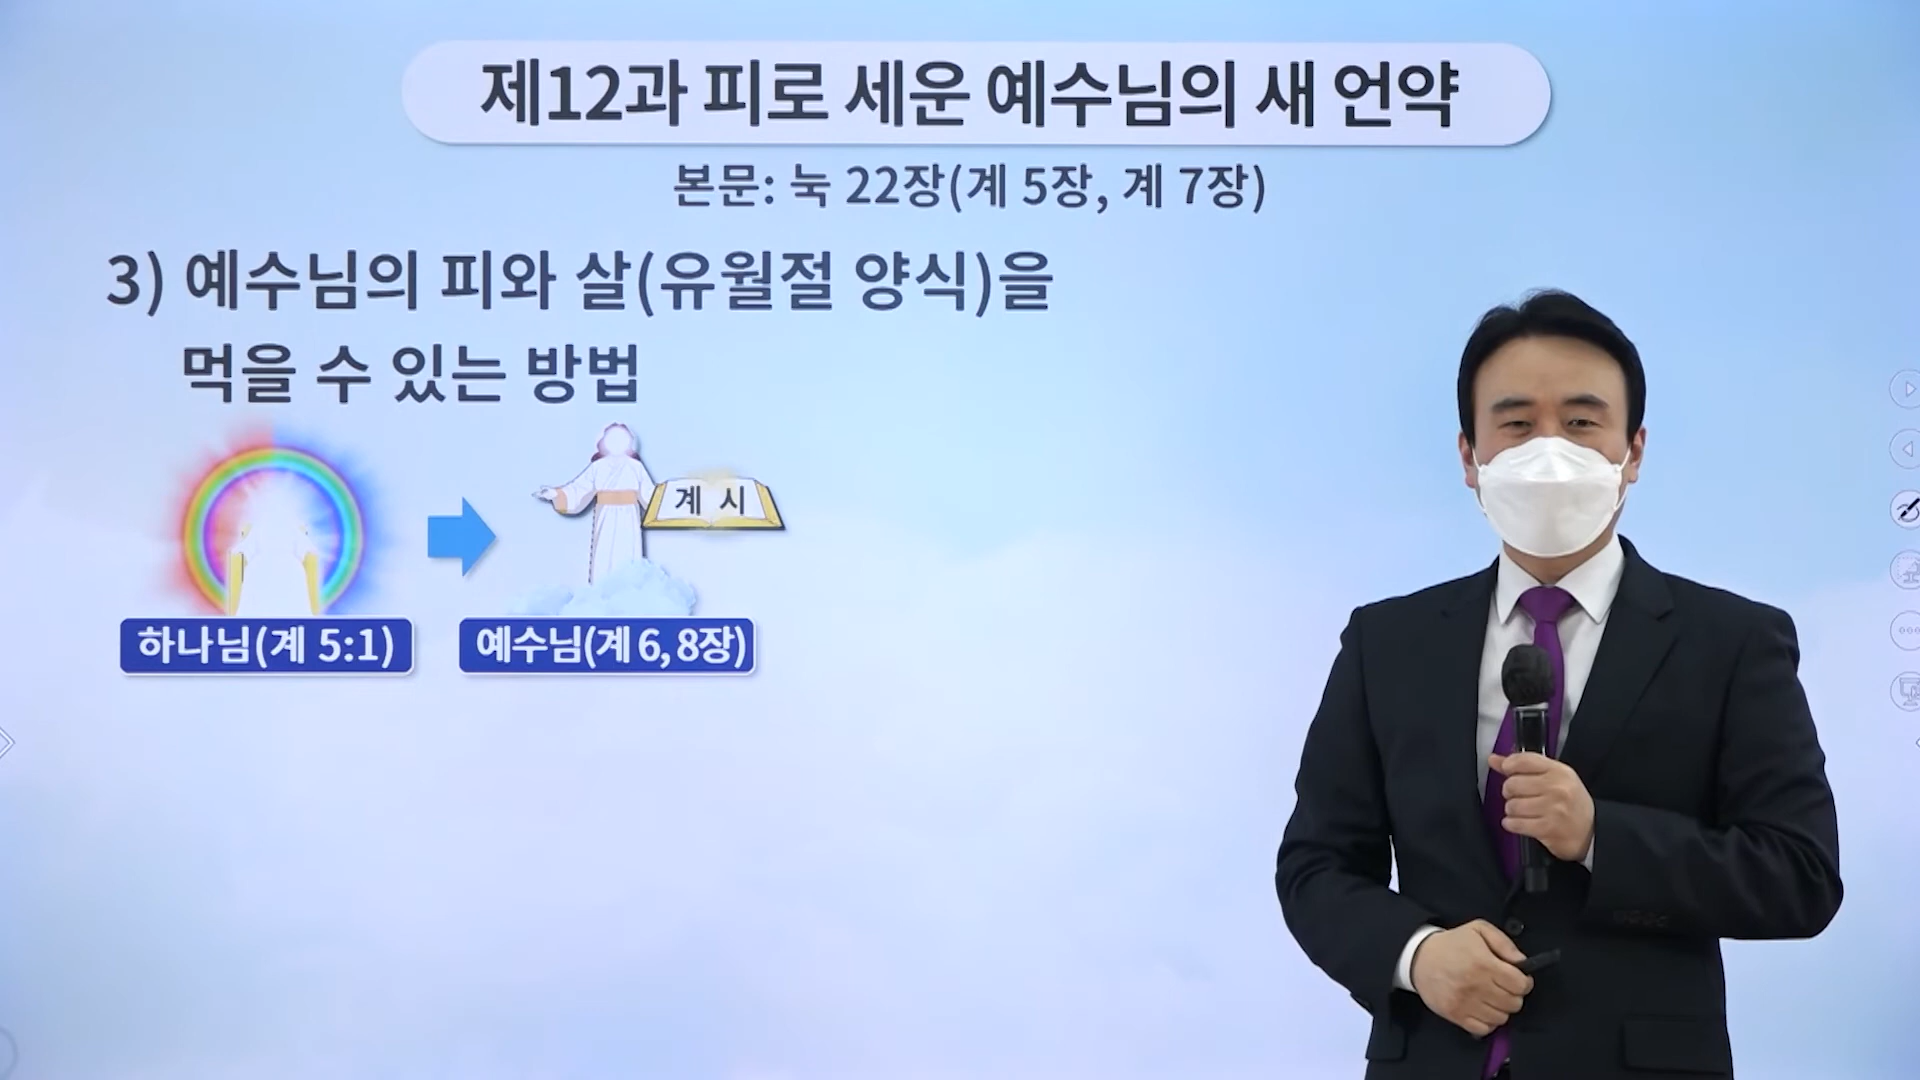 제12과 피로 세운 예수님의 새 언약
본문: 눅 22장(계 5장, 계 7장)
3) 예수님의 피와 살(유월절 양식)을
먹을 수 있는 방법
계 시
하나님(계 5:1)
예수님(계 6, 8장)